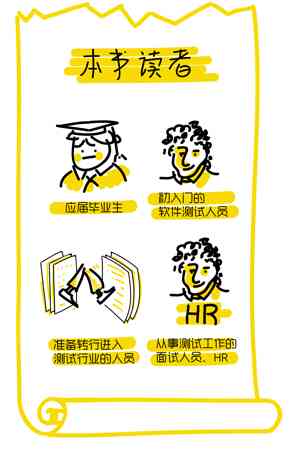 本书读者
应届毕业生
初入门的
软件测试人员
HR
准备转行进入
测试行业的人员
从事测试工作的
面试人员、HR